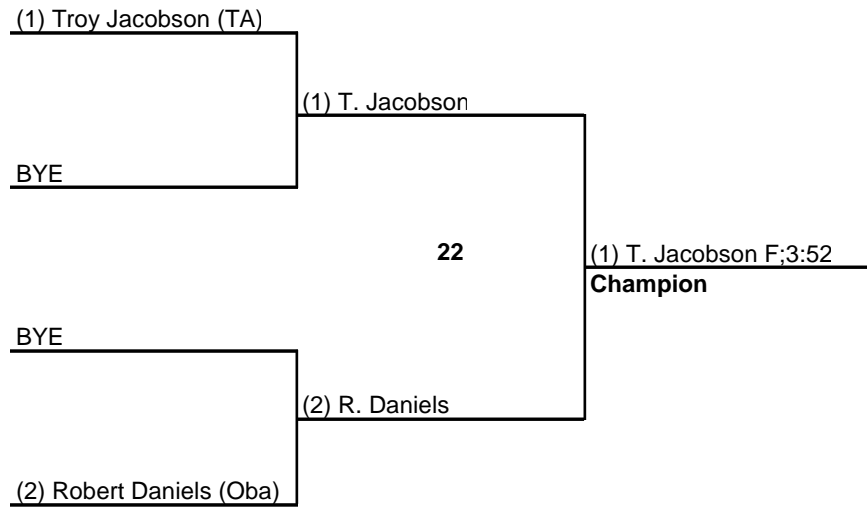 (1) Troy Jacobson (TA)
(1) T. Jacobson
BYE
22
(1) T. Jacobson F;3:52
Champion
BYE
(2) R. Daniels
(2) Robert Daniels (Oba)